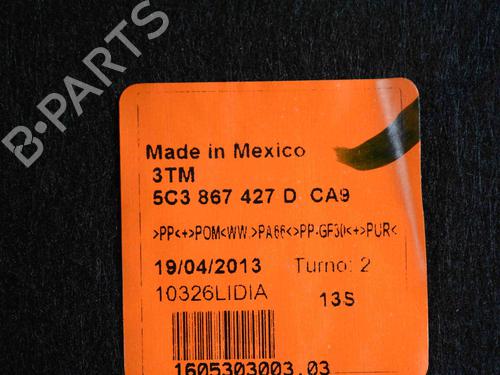 B-PARTS
Made in Mexico
3TM
5C3 867 427 D CA9
>PP<+>POM<WW.>PA66<>PP-GF30<+>PUR<
19/04/2013 Turno: 2
10326LIDIA 13S
1605303003.03